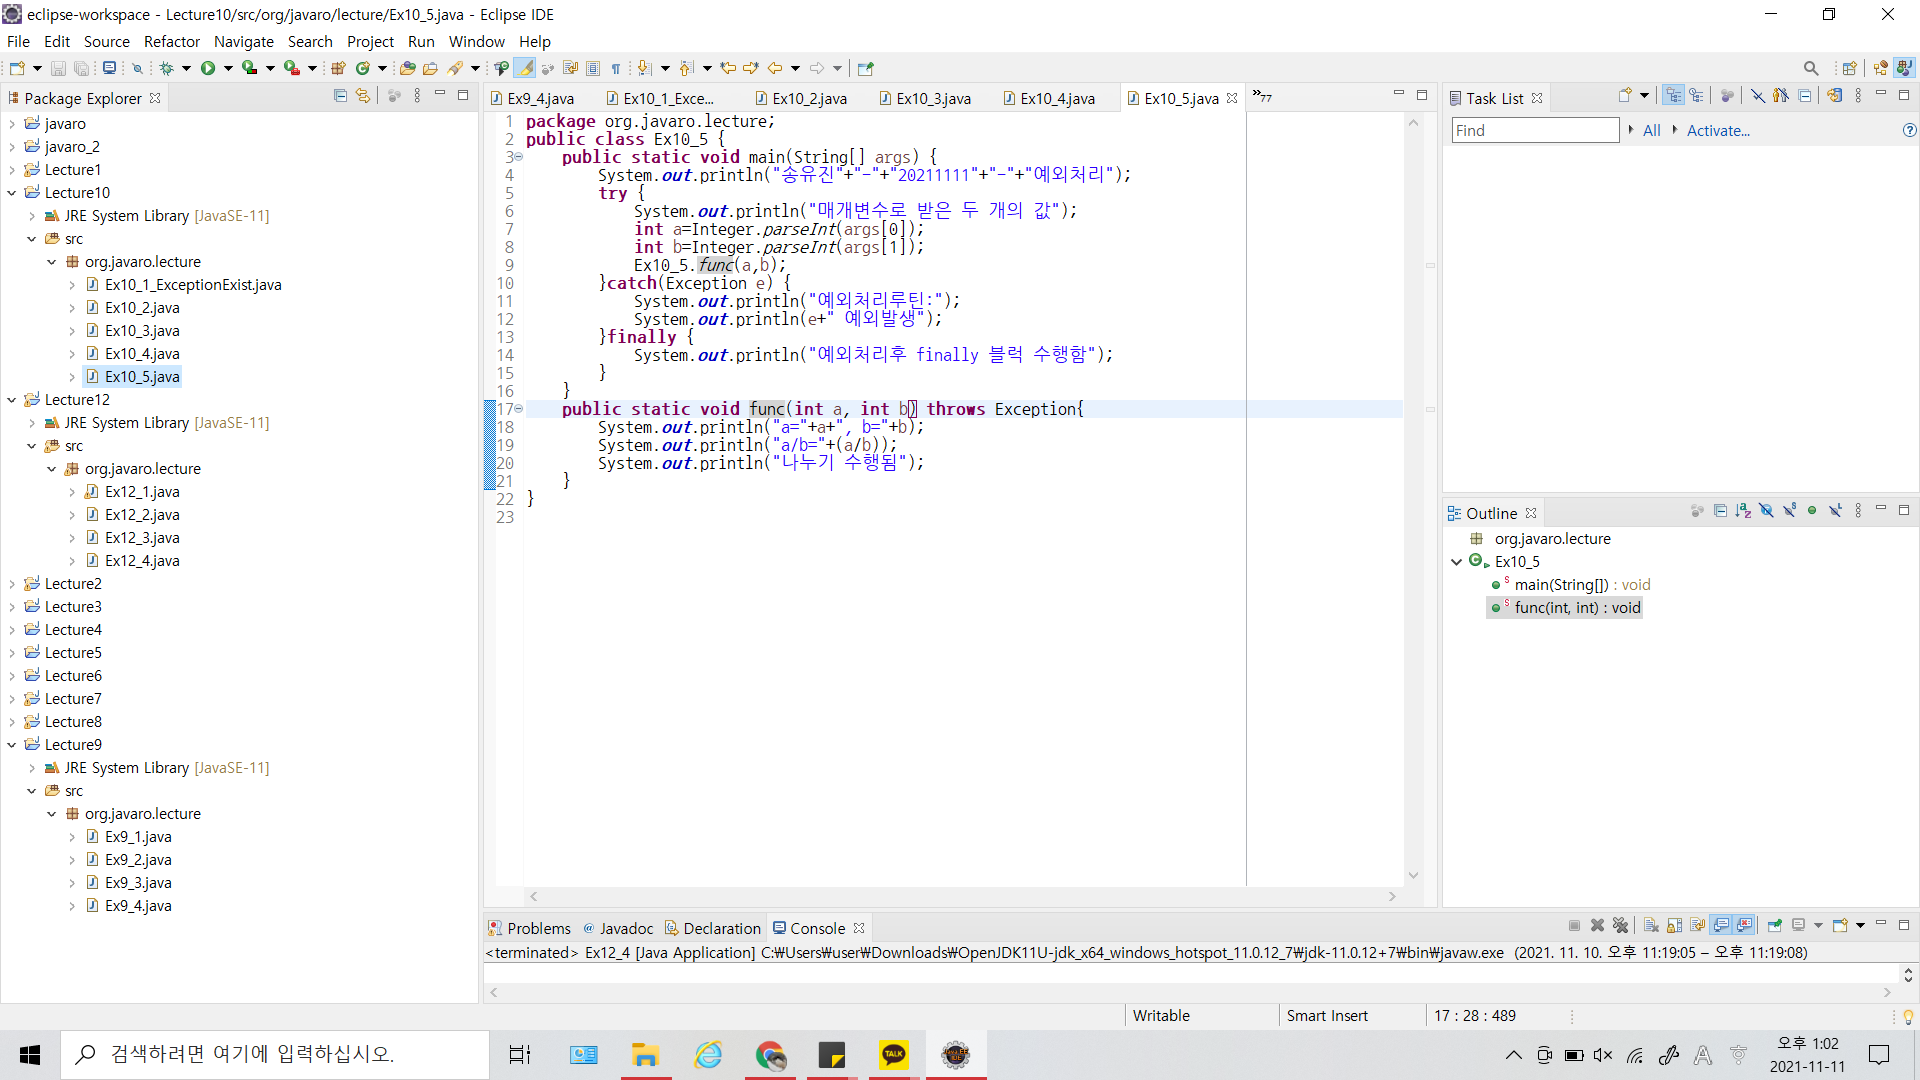 eclipse-workspace - Lecture10/src/org/javaro/lecture/Ex10_5.java - Eclipse IDE
File Edit Source Refactor Navigate Search Project Run Window Help
Package Explorer
javaro
javaro_2
Lecture1
Lecture10
JRE System Library [JavaSE-11]
src
org.javaro.lecture
Ex10_1_ExceptionExist.java
Ex10_2.java
Ex10_3.java
Ex10_4.java
Ex10_5.java
Lecture12
JRE System Library [JavaSE-11]
src
org.javaro.lecture
Ex12_1.java
Ex12_2.java
Ex12_3.java
Ex12_4.java
Lecture2
Lecture3
Lecture4
Lecture5
Lecture6
Lecture7
Lecture8
Lecture9
JRE System Library [JavaSE-11]
src
org.javaro.lecture
Ex9_1.java
Ex9_2.java
Ex9_3.java
Ex9_4.java
Ex9_4.java Ex10_1_Exce... Ex10_2.java Ex10_3.java Ex10_4.java Ex10_5.java »77
1 package org.javaro.lecture;
2 public class Ex10_5 {
3 public static void main(String[] args) {
4 System.out.println("송유진"+"-"+"20211111"+"-"+"예외처리");
5 try {
6 System.out.println("매개변수로 받은 두 개의 값");
7 int a=Integer.parseInt(args[0]);
8 int b=Integer.parseInt(args[1]);
9 Ex10_5.func(a,b);
10 }catch(Exception e) {
11 System.out.println("예외처리루틴:");
12 System.out.println(e+" 예외발생");
13 }finally {
14 System.out.println("예외처리후 finally 블럭 수행함");
15 }
16 }
17 public static void func(int a, int b) throws Exception{
18 System.out.println("a="+a+", b="+b);
19 System.out.println("a/b="+(a/b));
20 System.out.println("나누기 수행됨");
21 }
22 }
23
Task List
Find All Activate...
Outline
org.javaro.lecture
Ex10_5
main(String[]) : void
func(int, int) : void
Problems Javadoc Declaration Console
<terminated> Ex12_4 [Java Application] C:₩Users₩user₩Downloads₩OpenJDK11U-jdk_x64_windows_hotspot_11.0.12_7₩jdk-11.0.12+7₩bin₩javaw.exe (2021. 11. 10. 오후 11:19:05 – 오후 11:19:08)
Writable Smart Insert 17 : 28 : 489
검색하려면 여기에 입력하십시오.
TALK
오후 1:02
2021-11-11